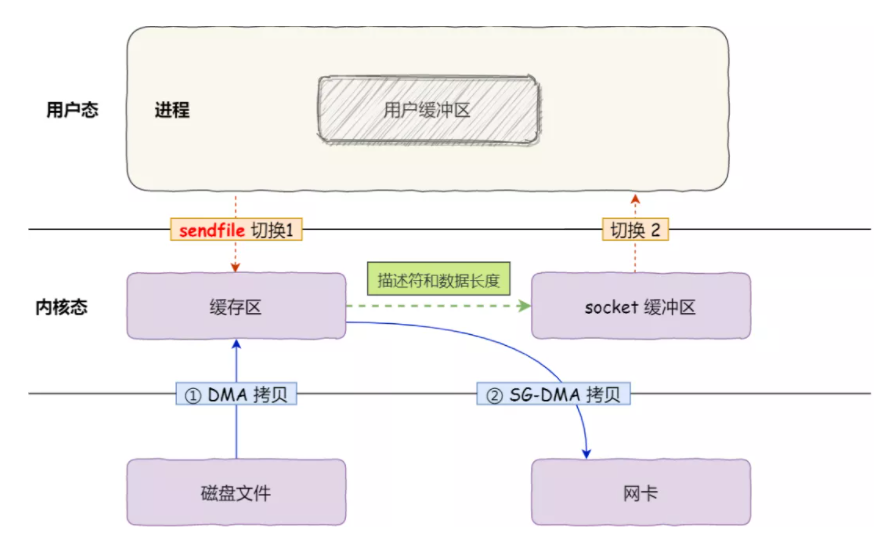 用户态
进程
用户缓冲区
sendfile 切换1
切换 2
内核态
缓存区
描述符和数据长度
socket 缓冲区
① DMA 拷贝
② SG-DMA 拷贝
磁盘文件
网卡